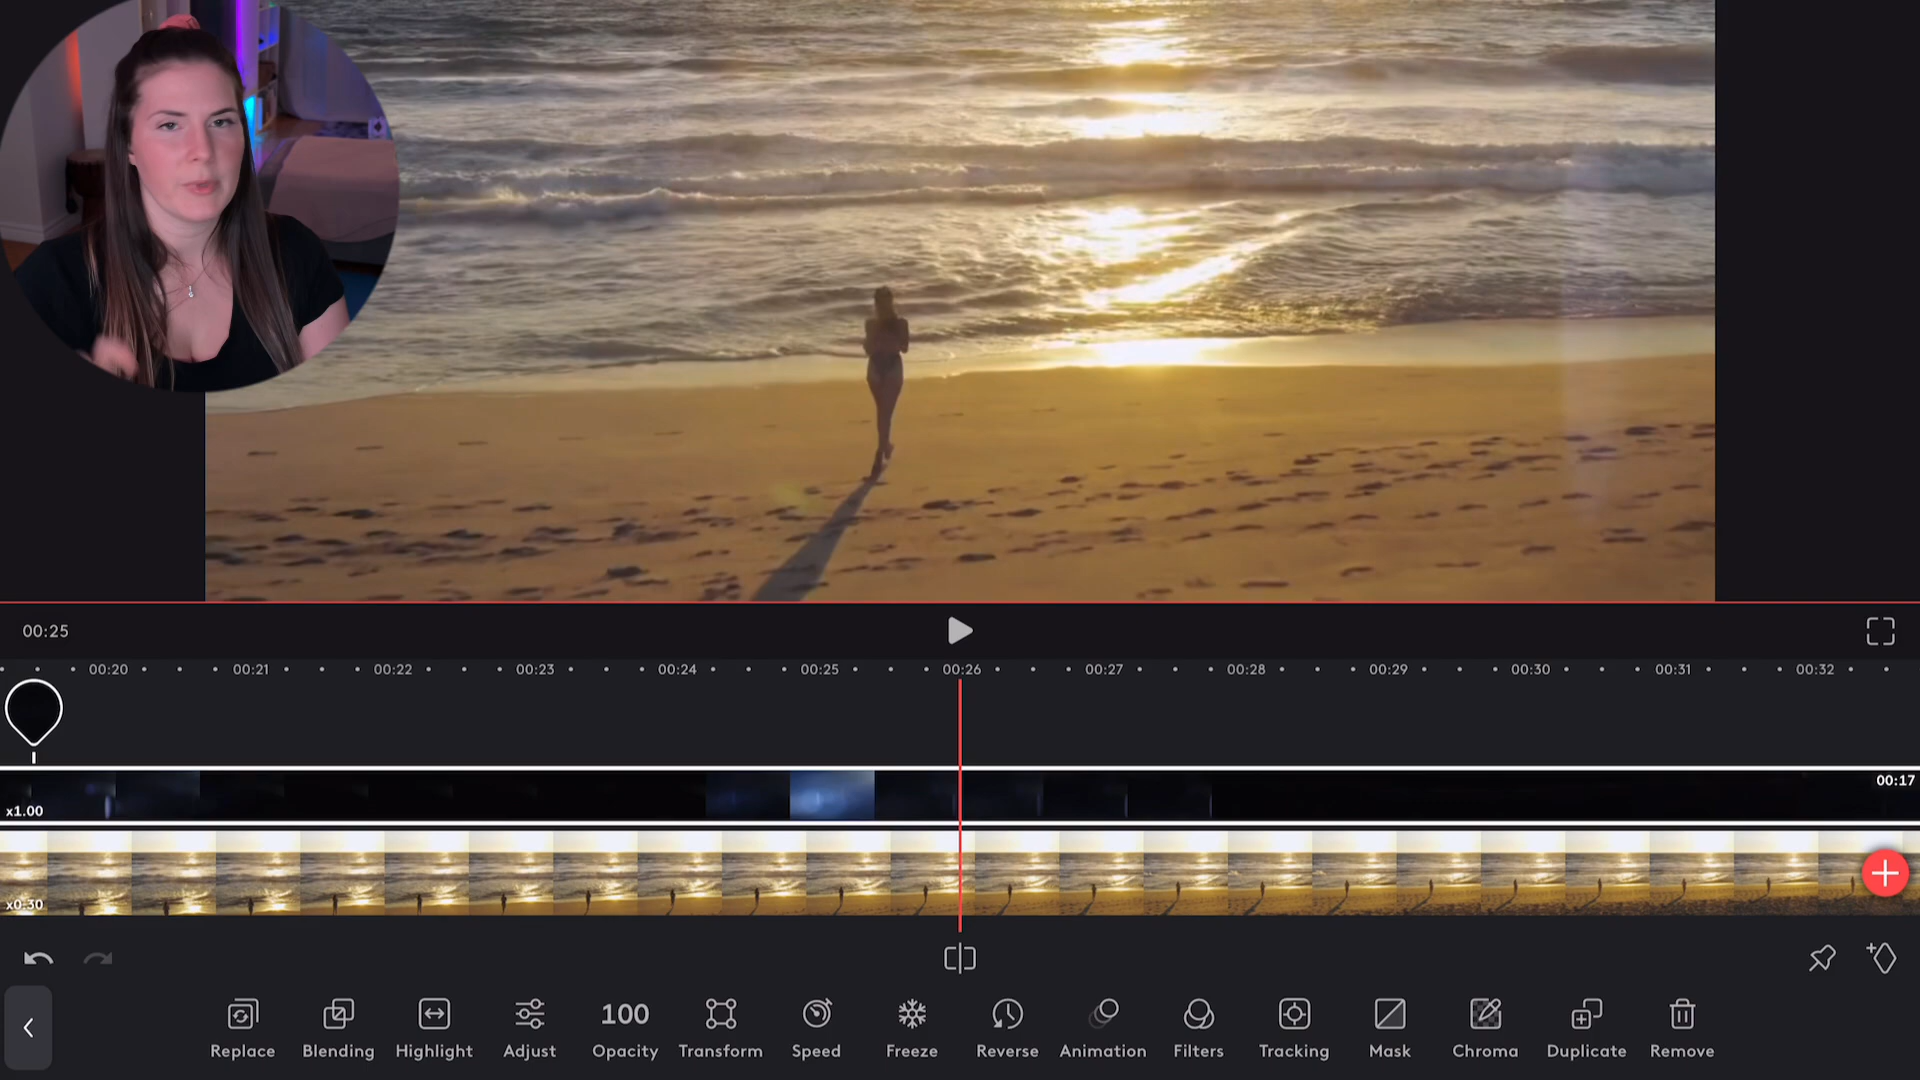 00:25
00:20 00:21 00:22 00:23 00:24 00:25 00:26 00:27 00:28 00:29 00:30 00:31 00:32
00:17
x1.00
x0.30
100
Replace Blending Highlight Adjust Opacity Transform Speed Freeze Reverse Animation Filters Tracking Mask Chroma Duplicate Remove